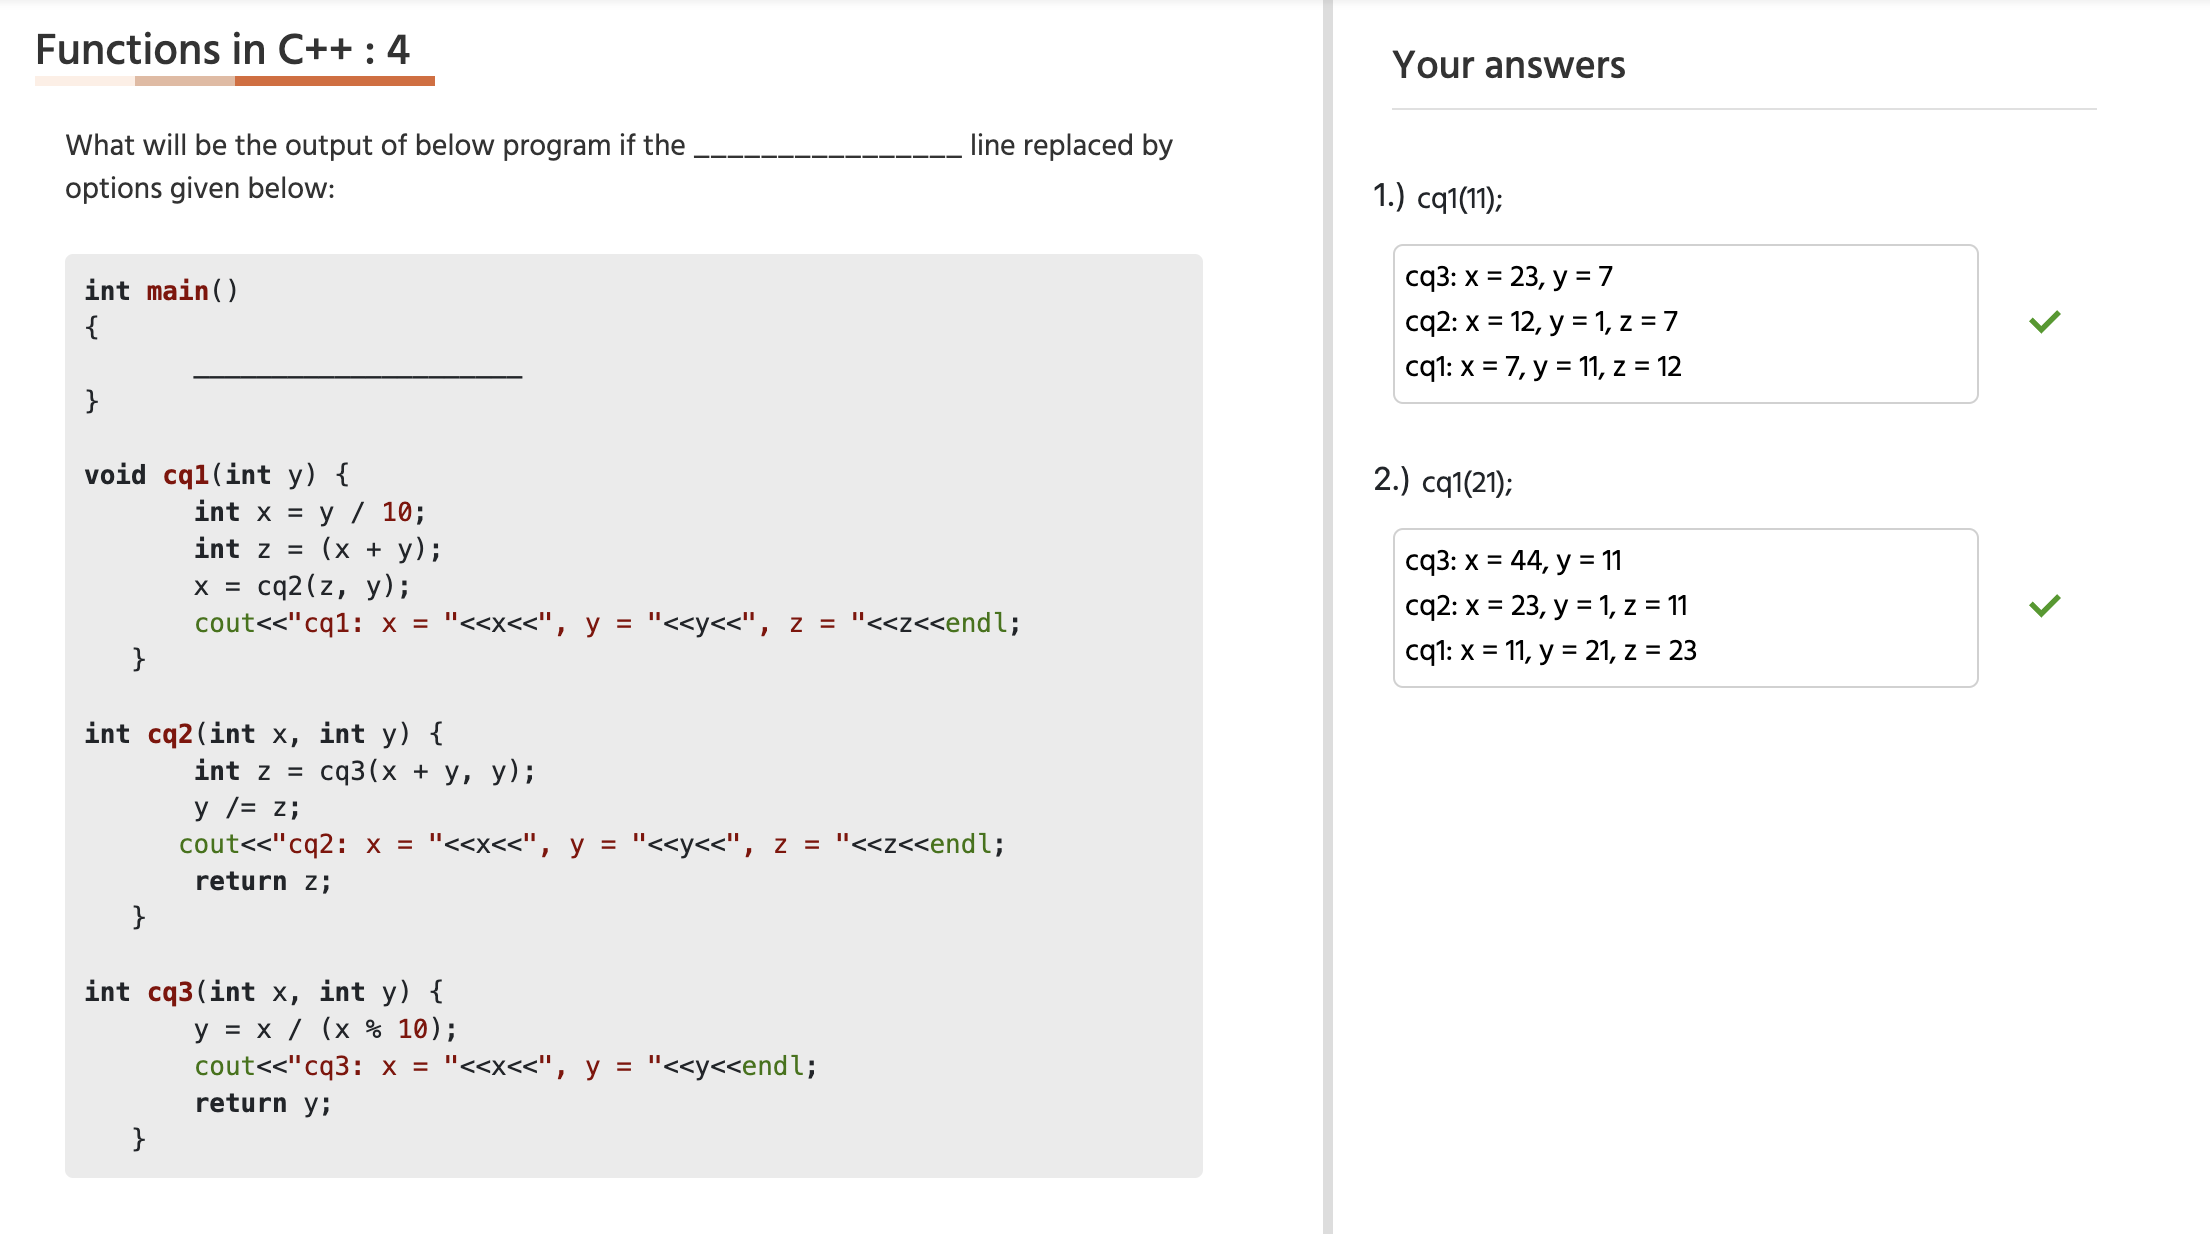 Functions in C++ : 4
What will be the output of below program if the ________________ line replaced by
options given below:
int main()
{
       _____________________
}
void cq1(int y) {
       int x = y / 10;
       int z = (x + y);
       x = cq2(z, y);
       cout<<"cq1: x = "<<x<<", y = "<<y<<", z = "<<z<<endl;
   }
int cq2(int x, int y) {
       int z = cq3(x + y, y);
       y /= z;
      cout<<"cq2: x = "<<x<<", y = "<<y<<", z = "<<z<<endl;
       return z;
   }
int cq3(int x, int y) {
       y = x / (x % 10);
       cout<<"cq3: x = "<<x<<", y = "<<y<<endl;
       return y;
   }
Your answers
1.) cq1(11);
cq3: x = 23, y = 7
cq2: x = 12, y = 1, z = 7
cq1: x = 7, y = 11, z = 12
2.) cq1(21);
cq3: x = 44, y = 11
cq2: x = 23, y = 1, z = 11
cq1: x = 11, y = 21, z = 23